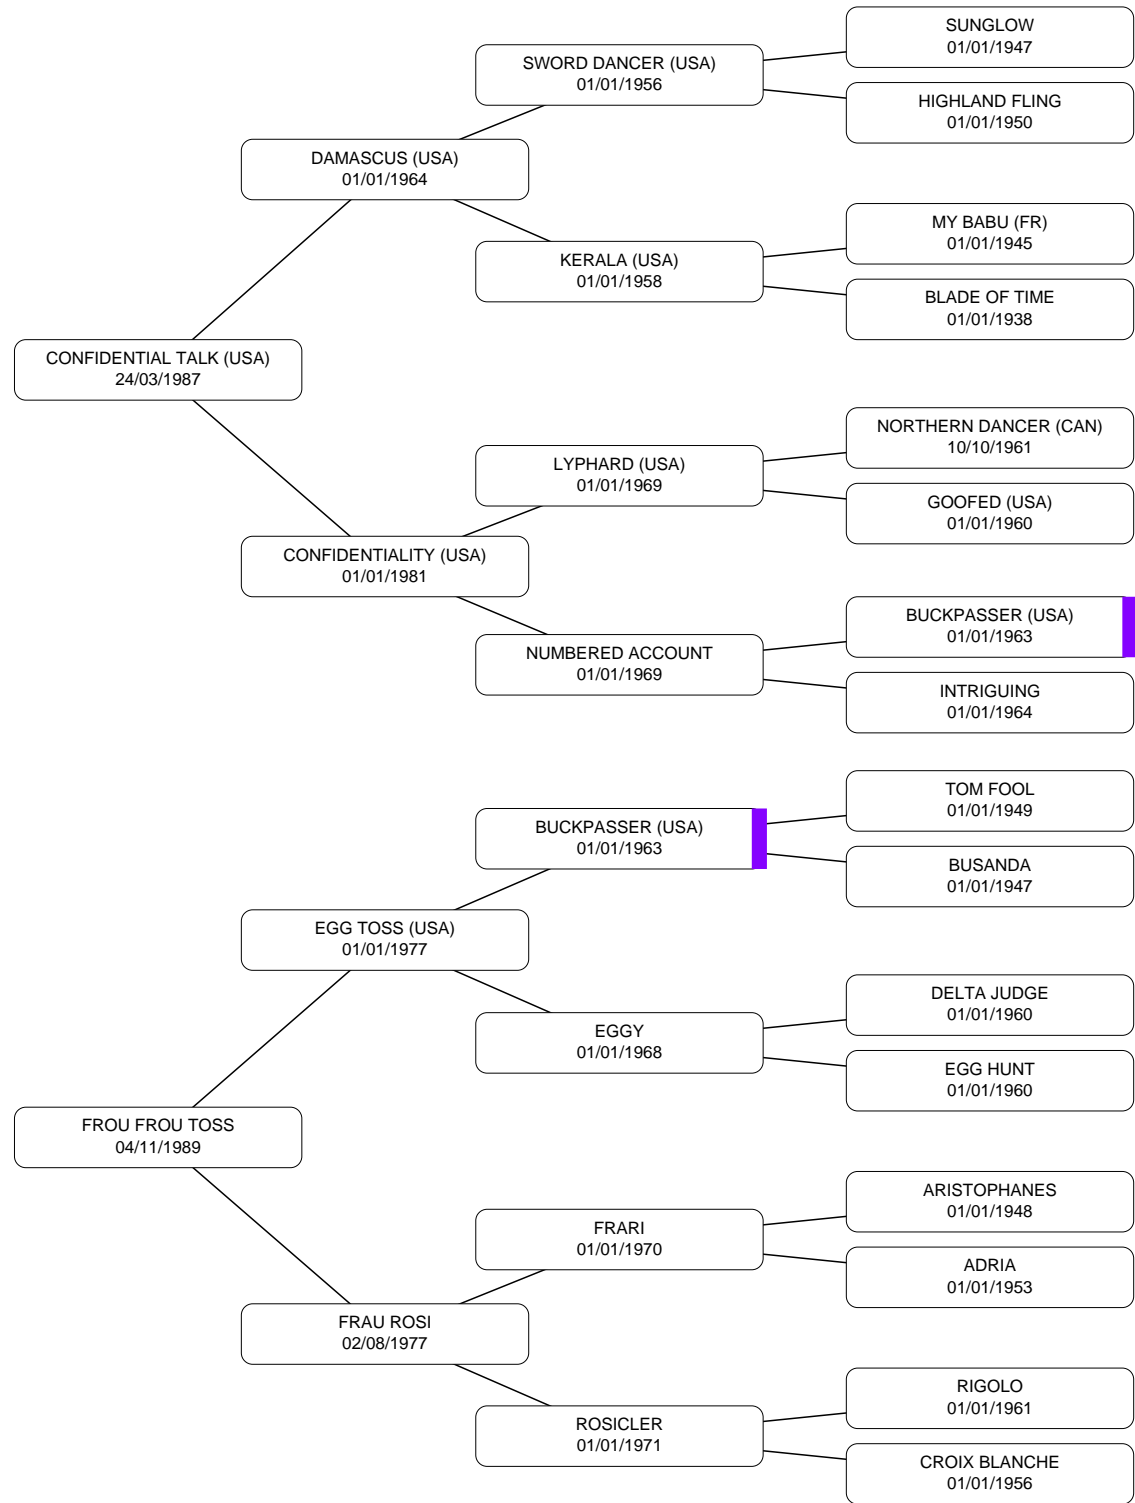 SUNGLOW
01/01/1947
SWORD DANCER (USA)
01/01/1956
HIGHLAND FLING
01/01/1950
DAMASCUS (USA)
01/01/1964
MY BABU (FR)
01/01/1945
KERALA (USA)
01/01/1958
BLADE OF TIME
01/01/1938
CONFIDENTIAL TALK (USA)
24/03/1987
NORTHERN DANCER (CAN)
10/10/1961
LYPHARD (USA)
01/01/1969
GOOFED (USA)
01/01/1960
CONFIDENTIALITY (USA)
01/01/1981
BUCKPASSER (USA)
01/01/1963
NUMBERED ACCOUNT
01/01/1969
INTRIGUING
01/01/1964
TOM FOOL
01/01/1949
BUCKPASSER (USA)
01/01/1963
BUSANDA
01/01/1947
EGG TOSS (USA)
01/01/1977
DELTA JUDGE
01/01/1960
EGGY
01/01/1968
EGG HUNT
01/01/1960
FROU FROU TOSS
04/11/1989
ARISTOPHANES
01/01/1948
FRARI
01/01/1970
ADRIA
01/01/1953
FRAU ROSI
02/08/1977
RIGOLO
01/01/1961
ROSICLER
01/01/1971
CROIX BLANCHE
01/01/1956